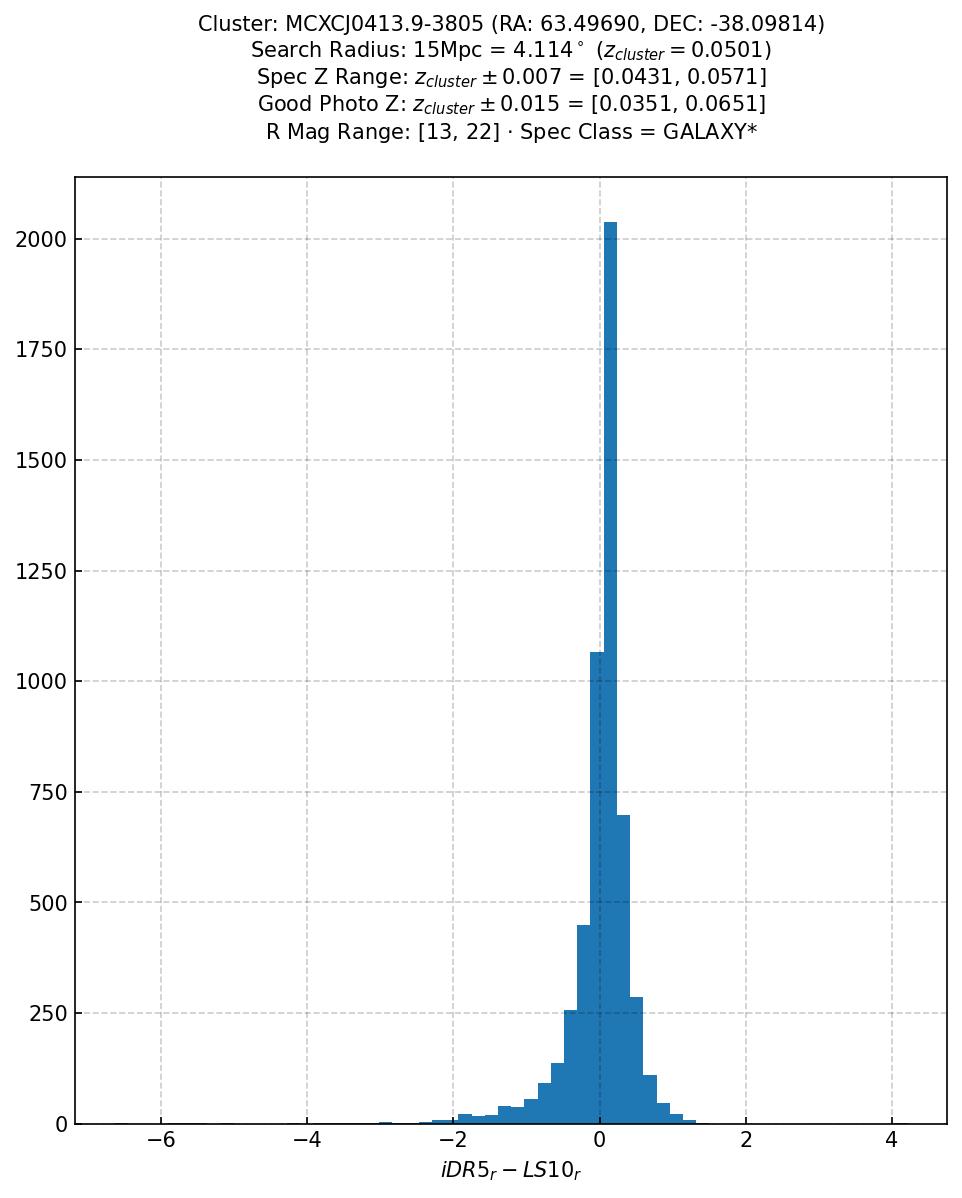 Cluster: MCXCJ0413.9-3805 (RA: 63.49690, DEC: -38.09814)
Search Radius: 15Mpc = 4.114° (z_cluster = 0.0501)
Spec Z Range: z_cluster ± 0.007 = [0.0431, 0.0571]
Good Photo Z: z_cluster ± 0.015 = [0.0351, 0.0651]
R Mag Range: [13, 22] · Spec Class = GALAXY*
2000
1750
1500
1250
1000
750
500
250
0
−6 −4 −2 0 2 4
iDR5_r − LS10_r